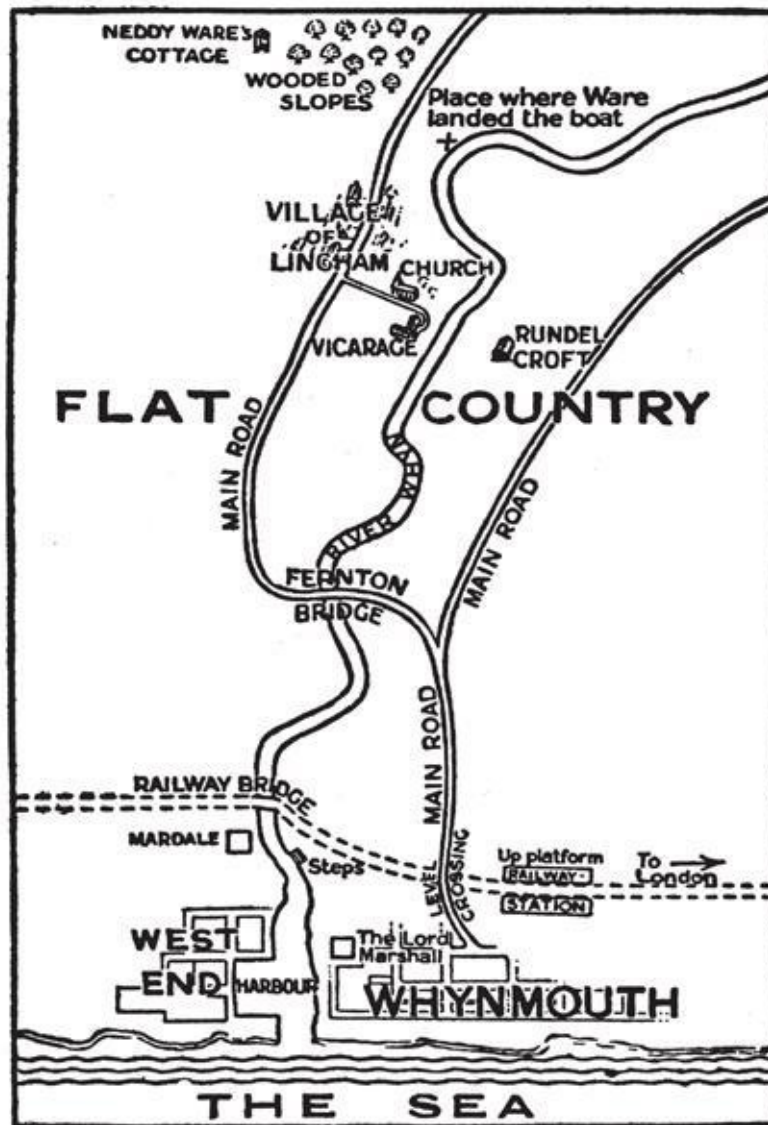 NEDDY WARE'S
COTTAGE
WOODED
SLOPES
Place where Ware
landed the boat
VILLAGE
OF
LINGHAM
CHURCH
VICARAGE
RUNDEL
CROFT
FLAT COUNTRY
MAIN ROAD
RIVER WHYN
MAIN ROAD
FERNTON
BRIDGE
MAIN ROAD
RAILWAY BRIDGE
MARDALE
Steps
LEVEL
CROSSING
Up platform
RAILWAY
STATION
To
London
WEST
END
HARBOUR
The Lord
Marshall
WHYNMOUTH
THE SEA